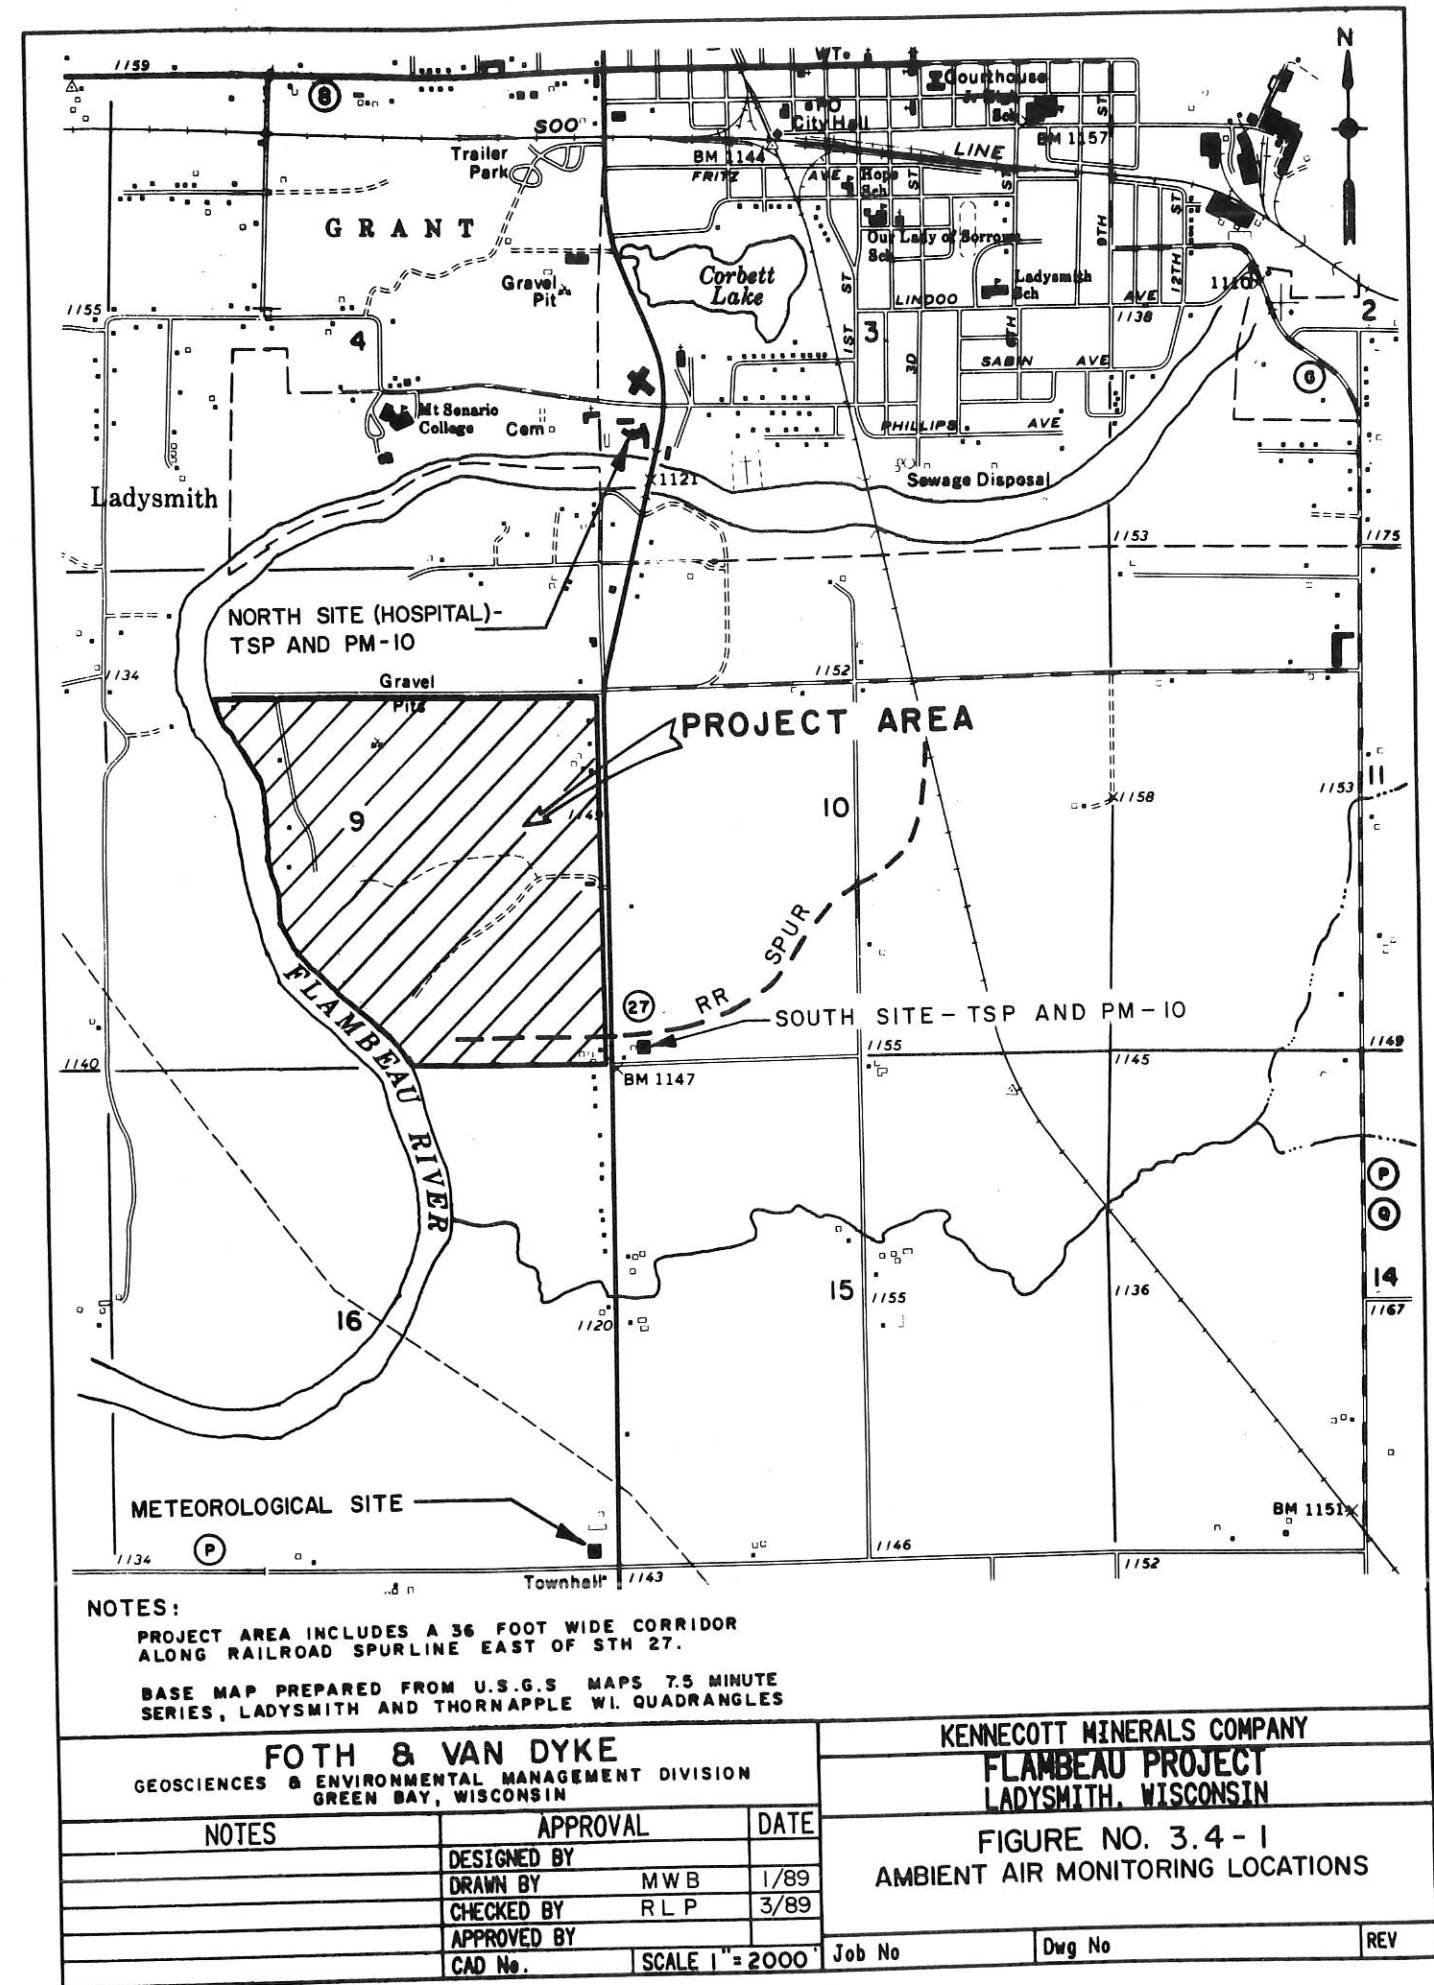 1159
8
SOO
LINE
WT
Courthouse
Jr High
Sch
PO
City Hall
BM 1157
BM 1144
FRITZ AVE
Hope
Sch
ST
ST
ST
9TH
ST
12TH
N
Trailer
Park
GRANT
Gravel
Pit
Corbett
Lake
Our Lady of Sorrows
Sch
Ladysmith
Sch
1ST ST
LINDOO AVE
1138
1110
2
1155
4
3
3D
6TH
SABIN AVE
G
Mt Senario
College
Cem
PHILLIPS AVE
Ladysmith
1121
Sewage Disposal
1153
1175
NORTH SITE (HOSPITAL)-
TSP AND PM-10
1134
Gravel
Pits
1152
PROJECT AREA
9
1149
10
1158
1153
11
RR SPUR
27
SOUTH SITE - TSP AND PM-10
1140
BM 1147
1155
1145
1149
FLAMBEAU RIVER
P
Q
16
15
1155
1136
14
1167
1120
METEOROLOGICAL SITE
P
1134
BM 1151
1146
1152
Townhall
1143
NOTES:
PROJECT AREA INCLUDES A 36 FOOT WIDE CORRIDOR
ALONG RAILROAD SPURLINE EAST OF STH 27.
BASE MAP PREPARED FROM U.S.G.S MAPS 7.5 MINUTE
SERIES, LADYSMITH AND THORNAPPLE WI. QUADRANGLES
FOTH & VAN DYKE
GEOSCIENCES & ENVIRONMENTAL MANAGEMENT DIVISION
GREEN BAY, WISCONSIN
NOTES
APPROVAL
DATE
DESIGNED BY
DRAWN BY MWB 1/89
CHECKED BY RLP 3/89
APPROVED BY
CAD No.
SCALE 1"=2000'
KENNECOTT MINERALS COMPANY
FLAMBEAU PROJECT
LADYSMITH, WISCONSIN
FIGURE NO. 3.4-1
AMBIENT AIR MONITORING LOCATIONS
Job No
Dwg No
REV